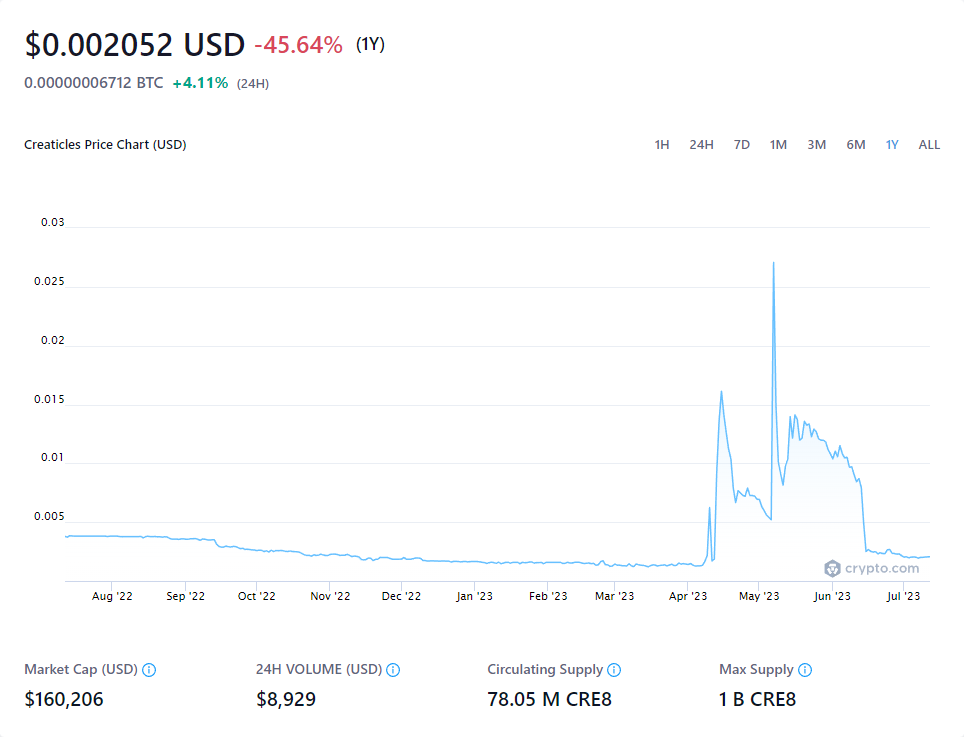 $0.002052 USD -45.64% (1Y)
0.00000006712 BTC +4.11% (24H)
Creaticles Price Chart (USD) 1H 24H 7D 1M 3M 6M 1Y ALL
0.03
0.025
0.02
0.015
0.01
0.005
crypto.com
Aug '22 Sep '22 Oct '22 Nov '22 Dec '22 Jan '23 Feb '23 Mar '23 Apr '23 May '23 Jun '23 Jul '23
Market Cap (USD) 24H VOLUME (USD) Circulating Supply Max Supply
$160,206 $8,929 78.05 M CRE8 1 B CRE8